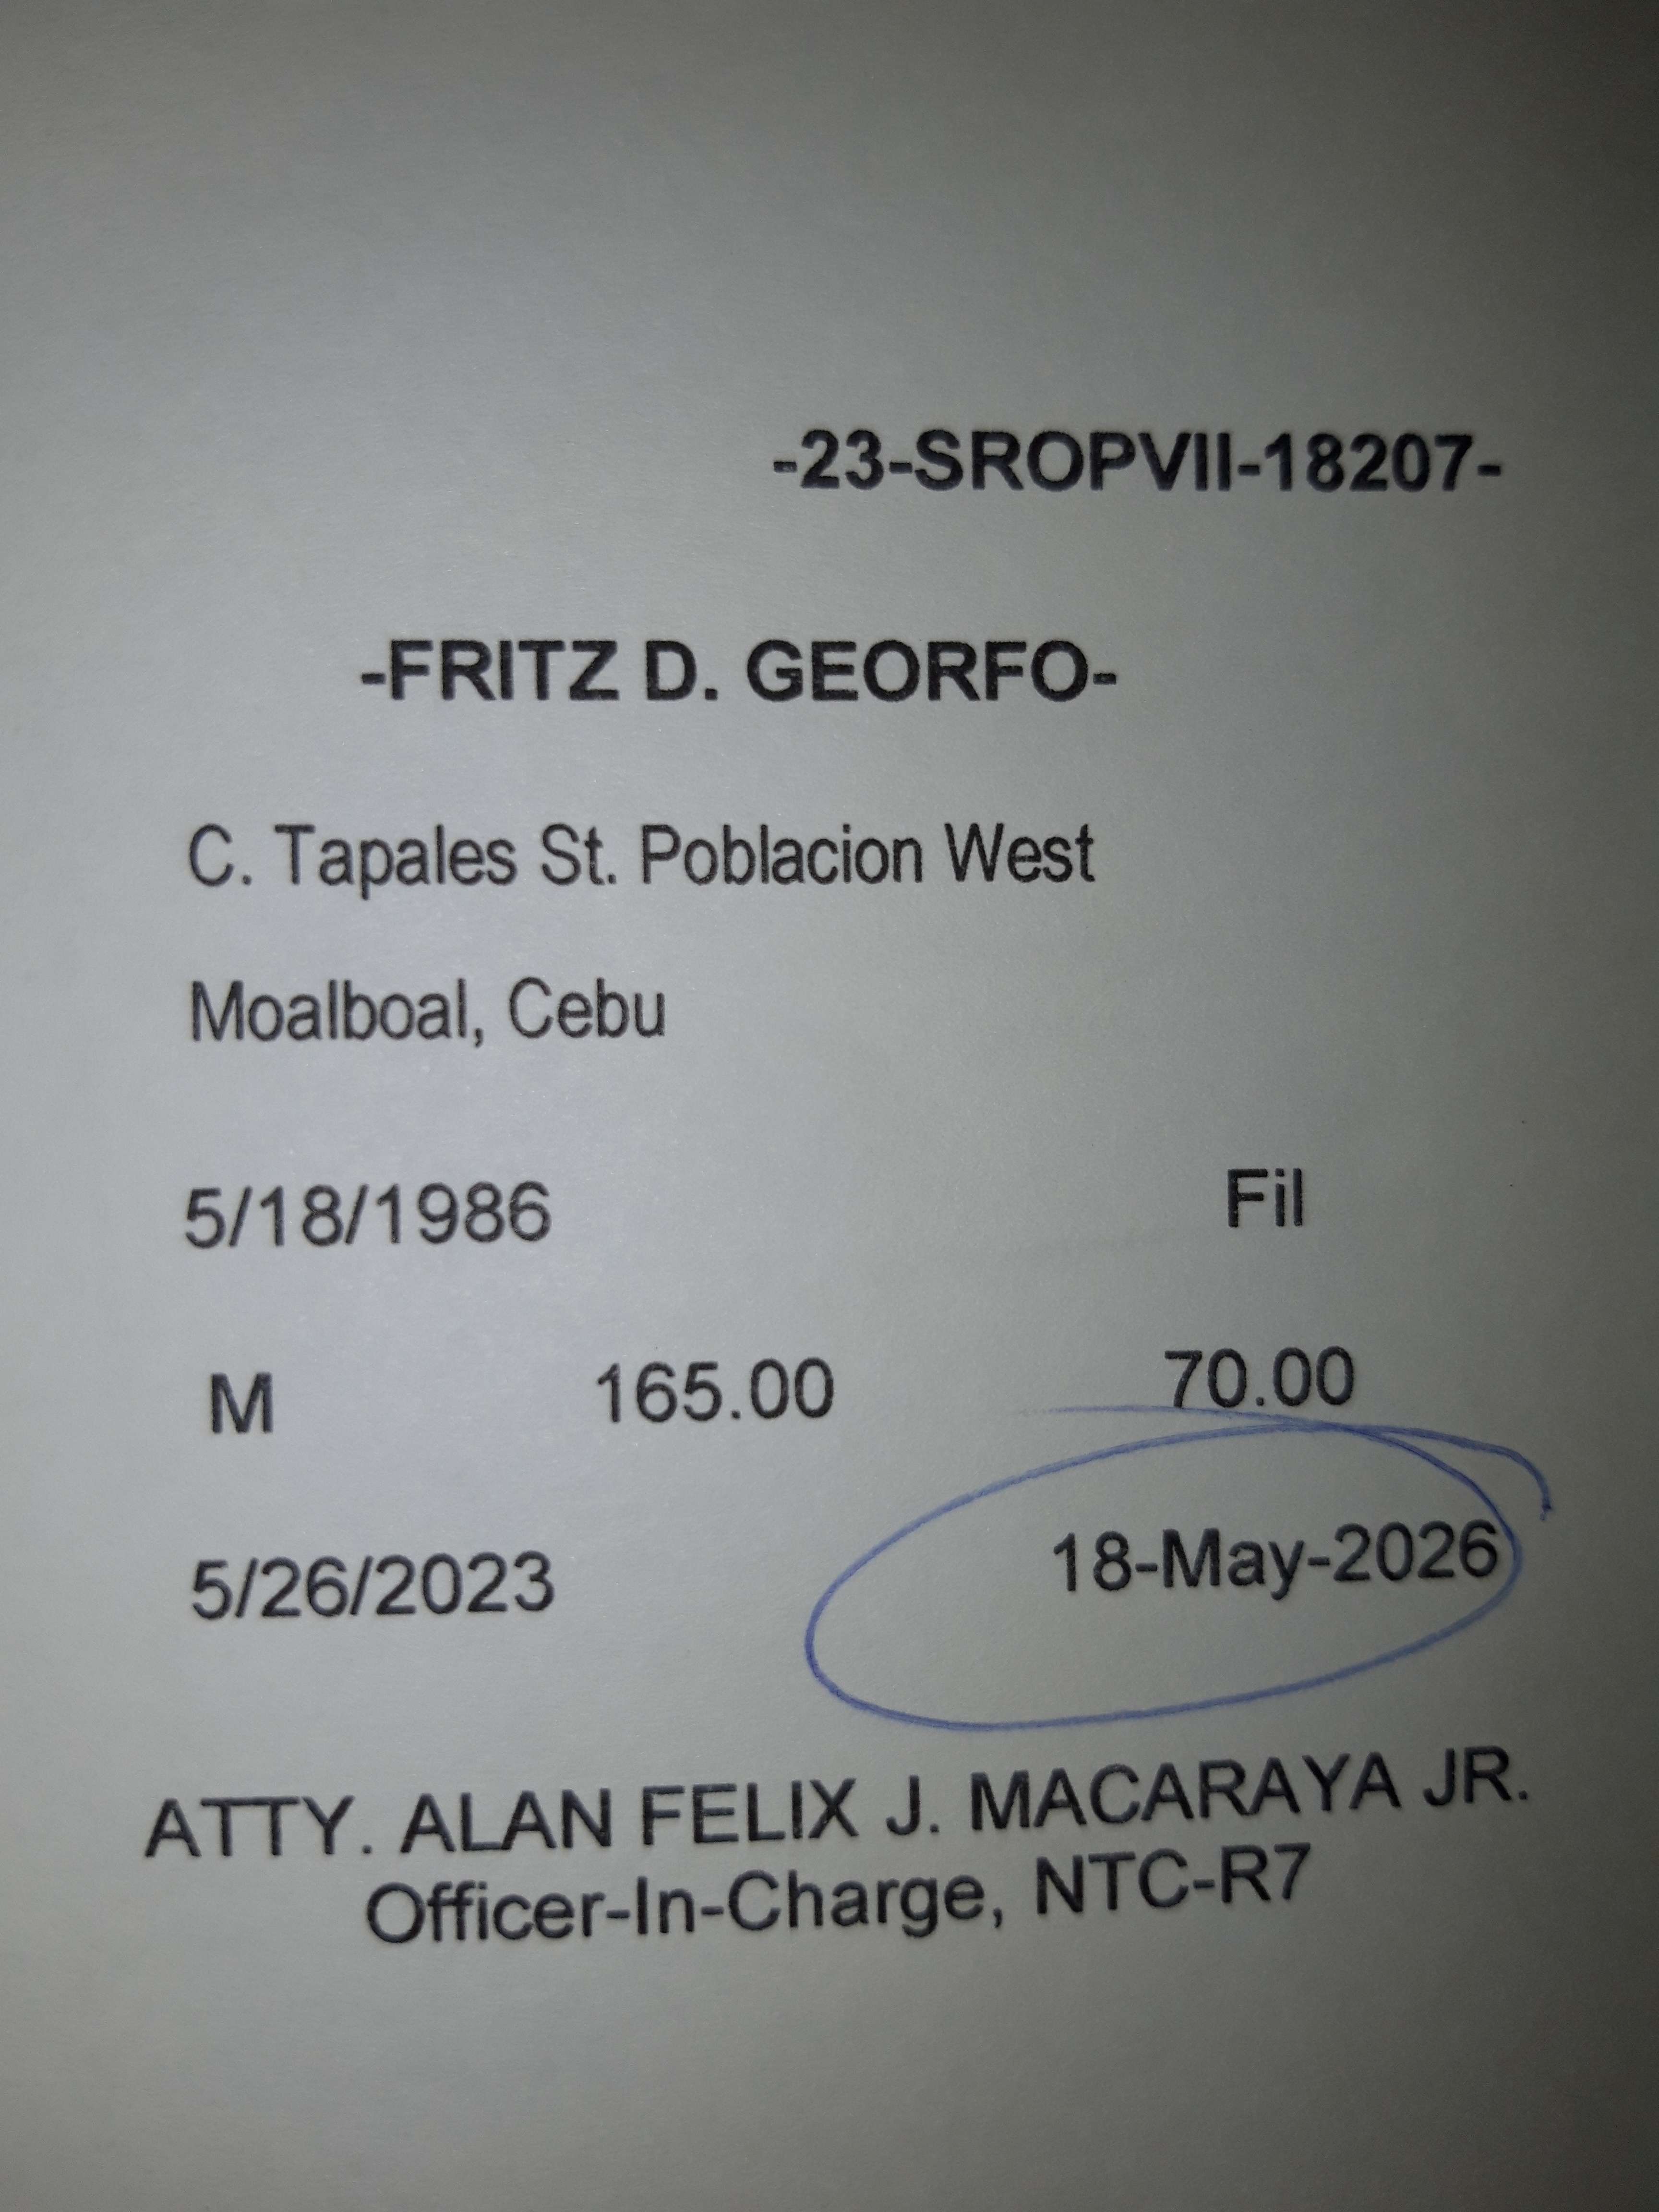 -23-SROPVII-18207-
-FRITZ D. GEORFO-
C. Tapales St. Poblacion West
Moalboal, Cebu
5/18/1986 Fil
M 165.00 70.00
5/26/2023 18-May-2026
ATTY. ALAN FELIX J. MACARAYA JR.
Officer-In-Charge, NTC-R7